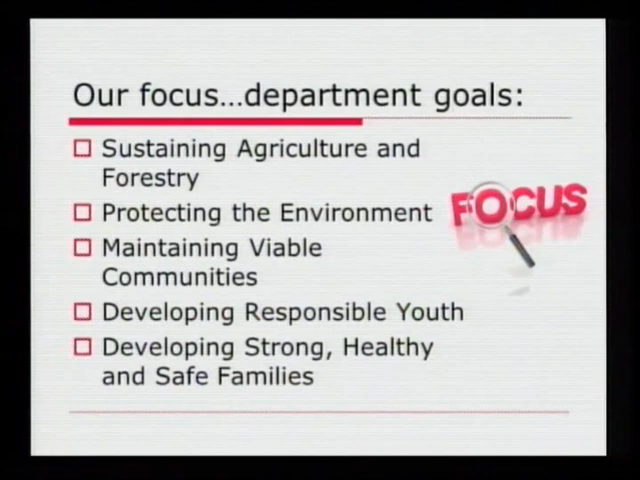 Our focus…department goals:
Sustaining Agriculture and
Forestry
Protecting the Environment
FOCUS
Maintaining Viable
Communities
Developing Responsible Youth
Developing Strong, Healthy
and Safe Families